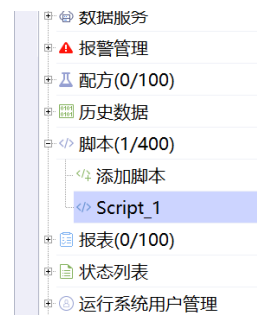 数据服务
报警管理
配方(0/100)
历史数据
脚本(1/400)
添加脚本
Script_1
报表(0/100)
状态列表
运行系统用户管理